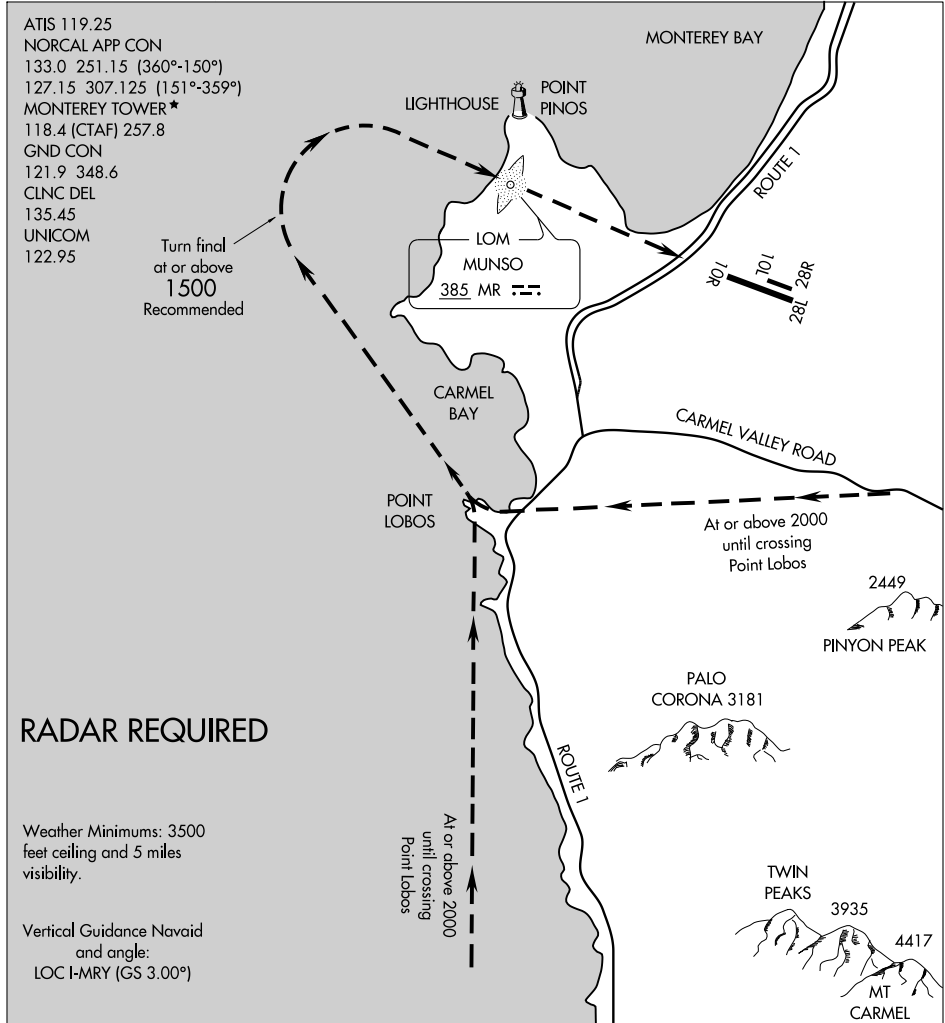 ATIS 119.25
NORCAL APP CON
133.0 251.15 (360°-150°)
127.15 307.125 (151°-359°)
MONTEREY TOWER★
118.4 (CTAF) 257.8
GND CON
121.9 348.6
CLNC DEL
135.45
UNICOM
122.95
MONTEREY BAY
LIGHTHOUSE
POINT
PINOS
ROUTE 1
Turn final
at or above
1500
Recommended
LOM
MUNSO
385 MR
10R
10L
28R
28L
CARMEL
BAY
CARMEL VALLEY ROAD
POINT
LOBOS
At or above 2000
until crossing
Point Lobos
2449
PINYON PEAK
PALO
CORONA 3181
RADAR REQUIRED
ROUTE 1
Weather Minimums: 3500
feet ceiling and 5 miles
visibility.
At or above 2000
until crossing
Point Lobos
TWIN
PEAKS
3935
4417
MT
CARMEL
Vertical Guidance Navaid
and angle:
LOC I-MRY (GS 3.00°)